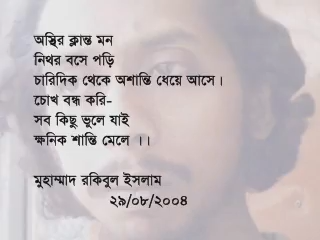 অস্থির ক্লান্ত মন
নিথর বসে পড়ি
চারিদিক থেকে অশান্তি ধেয়ে আসে।
চোখ বন্ধ করি-
সব কিছু ভুলে যাই
ক্ষনিক শান্তি মেলে ।।
মুহাম্মাদ রকিবুল ইসলাম
২৯/০৮/২০০৪